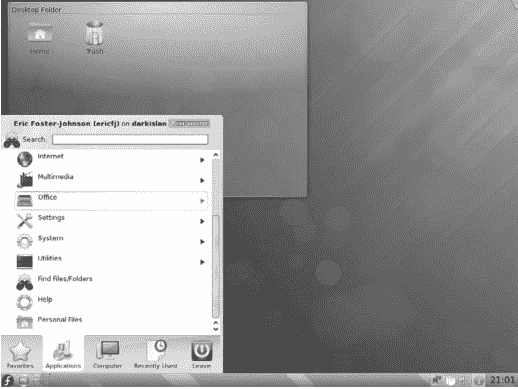 Desktop Folder
Home
Trash
Eric Foster-Johnson (ericfj) on darkislan
Search:
Internet
Multimedia
Office
Settings
System
Utilities
Find Files/Folders
Help
Personal Files
Favorites
Applications
Computer
Recently Used
Leave
21:01